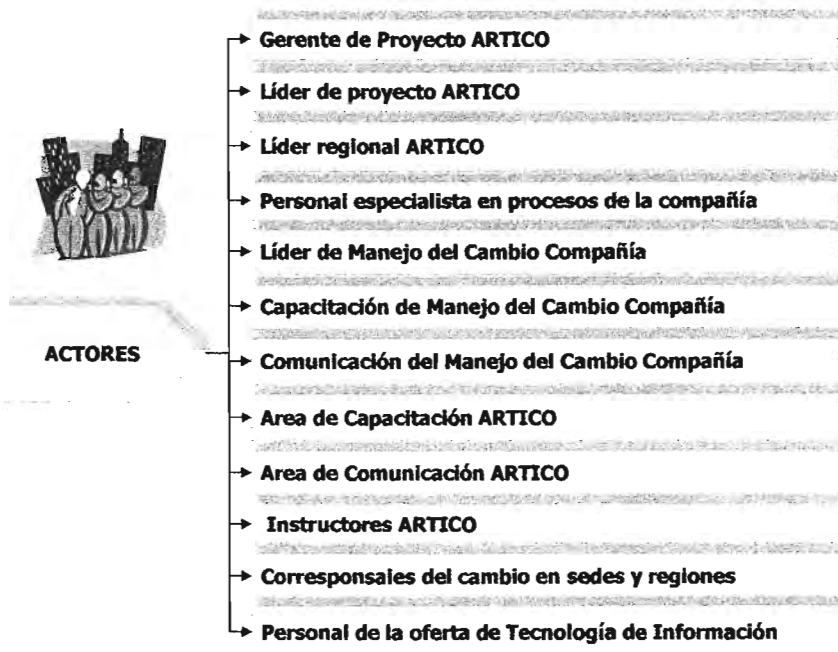 Gerente de Proyecto ARTICO
Líder de proyecto ARTICO
Líder regional ARTICO
Personal especialista en procesos de la compañía
Líder de Manejo del Cambio Compañía
Capacitación de Manejo del Cambio Compañía
ACTORES
Comunicación del Manejo del Cambio Compañía
Area de Capacitación ARTICO
Area de Comunicación ARTICO
Instructores ARTICO
Corresponsales del cambio en sedes y regiones
Personal de la oferta de Tecnología de Información